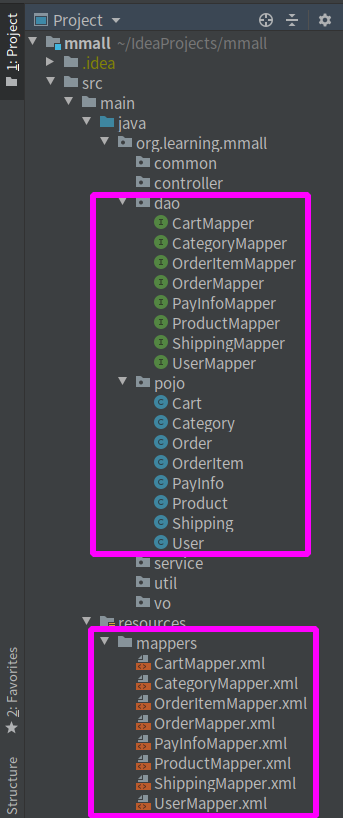 Project
1: Project
mmall ~/IdeaProjects/mmall
.idea
src
main
java
org.learning.mmall
common
controller
dao
CartMapper
CategoryMapper
OrderItemMapper
OrderMapper
PayInfoMapper
ProductMapper
ShippingMapper
UserMapper
pojo
Cart
Category
Order
OrderItem
PayInfo
Product
Shipping
User
service
util
vo
resources
mappers
CartMapper.xml
CategoryMapper.xml
OrderItemMapper.xml
OrderMapper.xml
PayInfoMapper.xml
ProductMapper.xml
ShippingMapper.xml
UserMapper.xml
2: Favorites
Structure